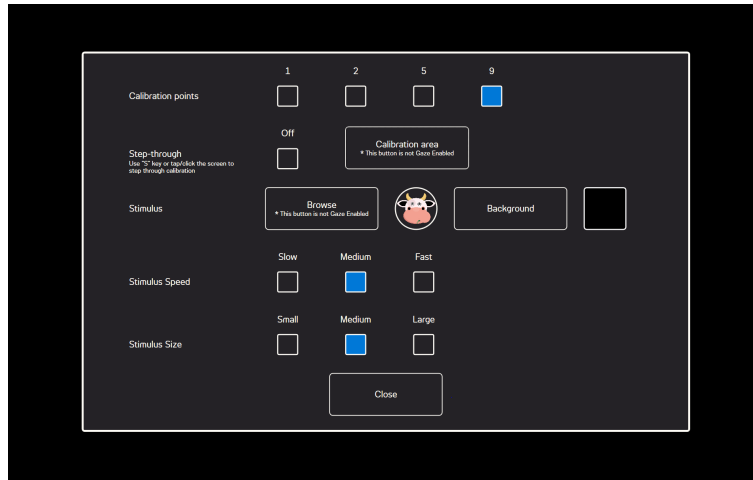 1 2 5 9
Calibration points
Off
Calibration area
* This button is not Gaze Enabled
Step-through
Use "S" key or tap/click the screen to
step through calibration
Stimulus
Browse
* This button is not Gaze Enabled
Background
Slow Medium Fast
Stimulus Speed
Small Medium Large
Stimulus Size
Close